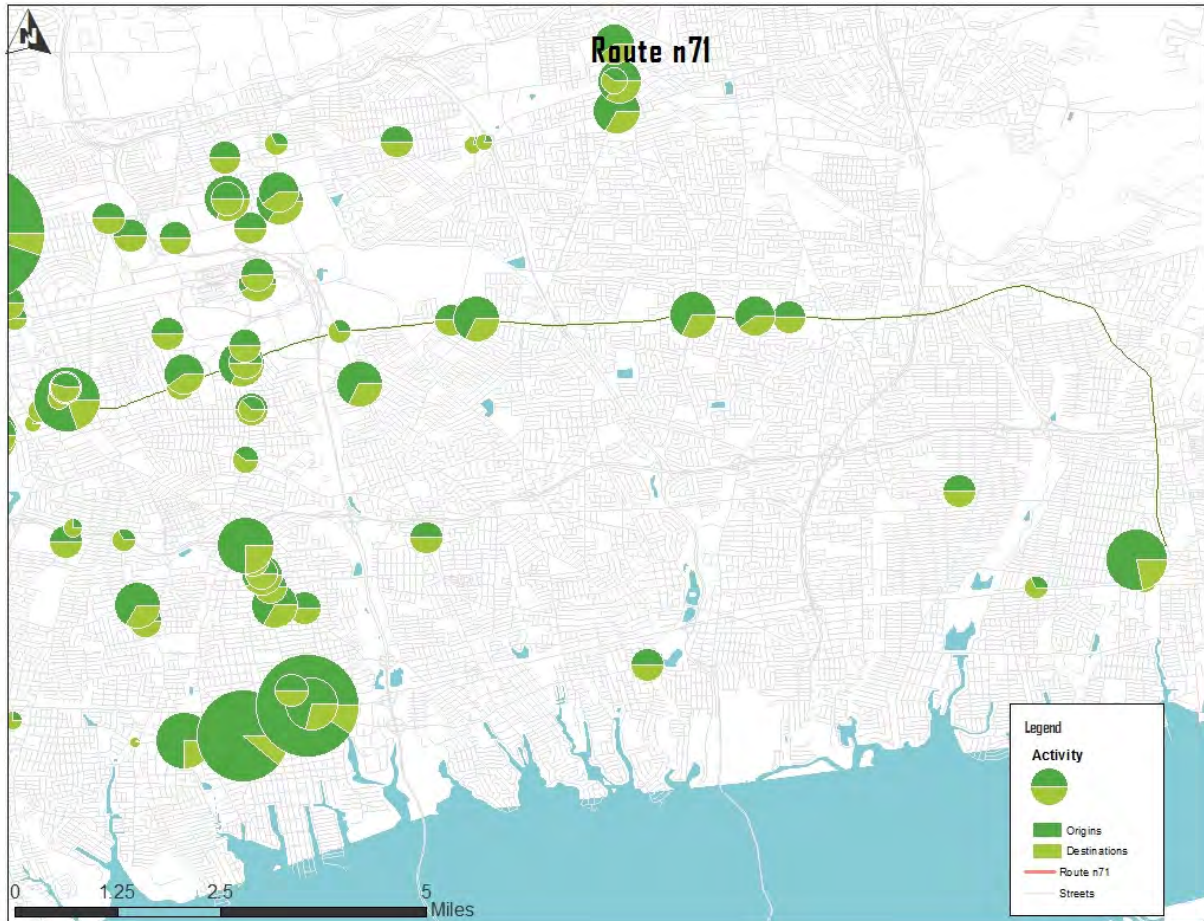 N
Route n71
Legend
Activity
Origins
Destinations
Route n71
Streets
0 1.25 2.5 5
Miles